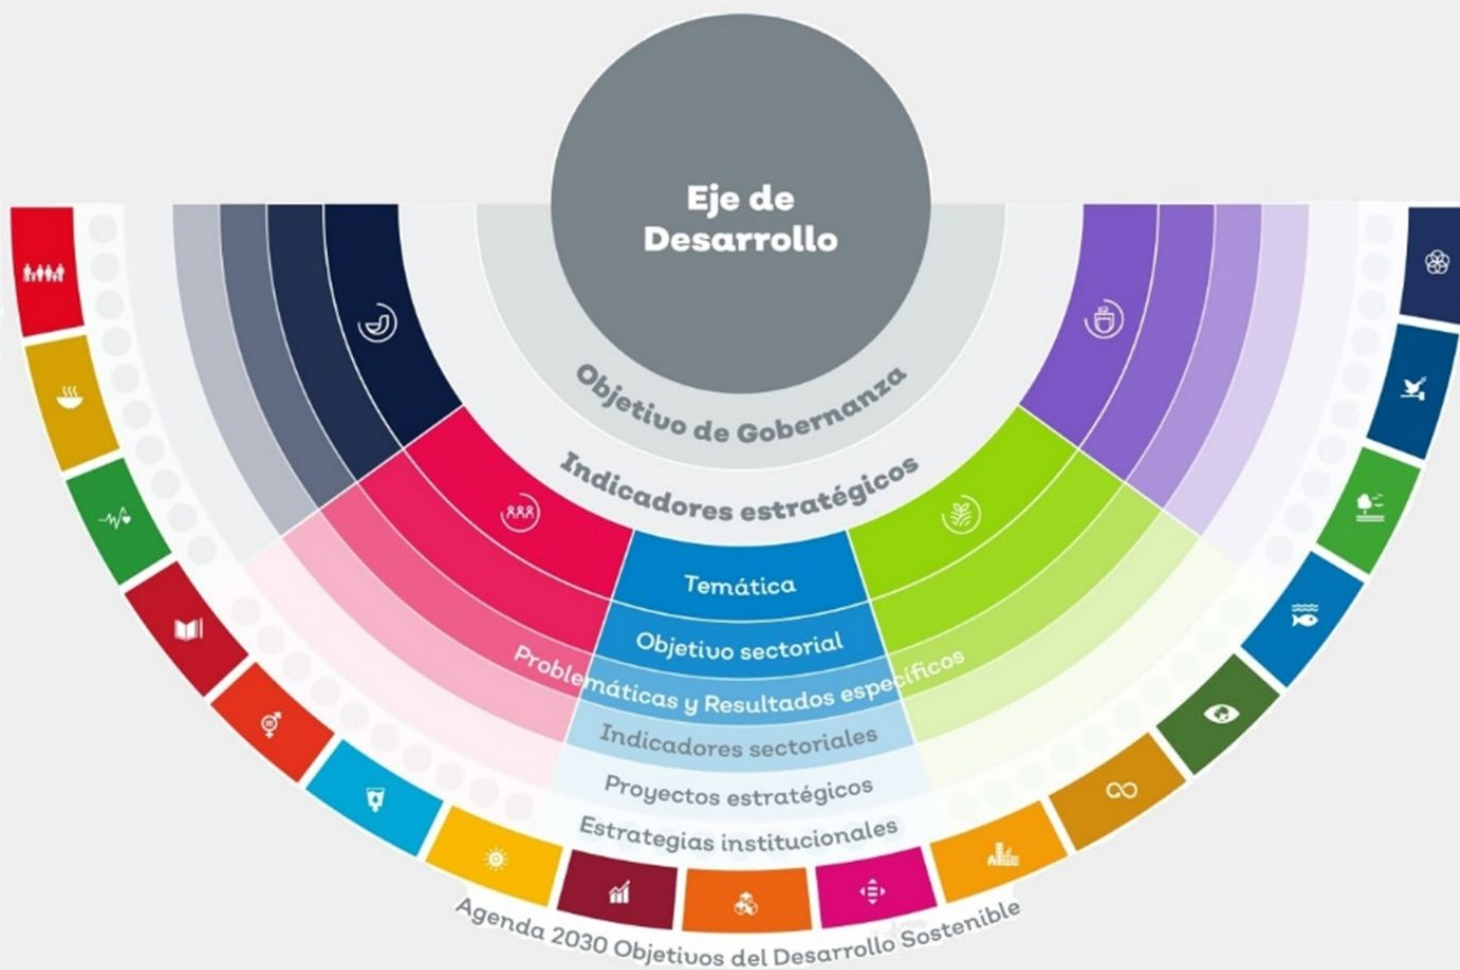 Eje de
Desarrollo
Objetivo de Gobernanza
Indicadores estratégicos
Temática
Objetivo sectorial
Problemáticas y Resultados específicos
Indicadores sectoriales
Proyectos estratégicos
Estrategias institucionales
Agenda 2030 Objetivos del Desarrollo Sostenible